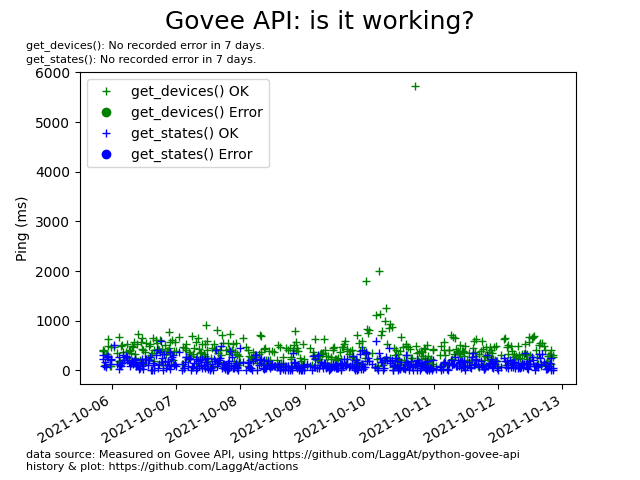 Govee API: is it working?
get_devices(): No recorded error in 7 days.
get_states(): No recorded error in 7 days.
get_devices() OK
get_devices() Error
get_states() OK
get_states() Error
Ping (ms)
6000
5000
4000
3000
2000
1000
0
2021-10-06
2021-10-07
2021-10-08
2021-10-09
2021-10-10
2021-10-11
2021-10-12
2021-10-13
data source: Measured on Govee API, using https://github.com/LaggAt/python-govee-api
history & plot: https://github.com/LaggAt/actions